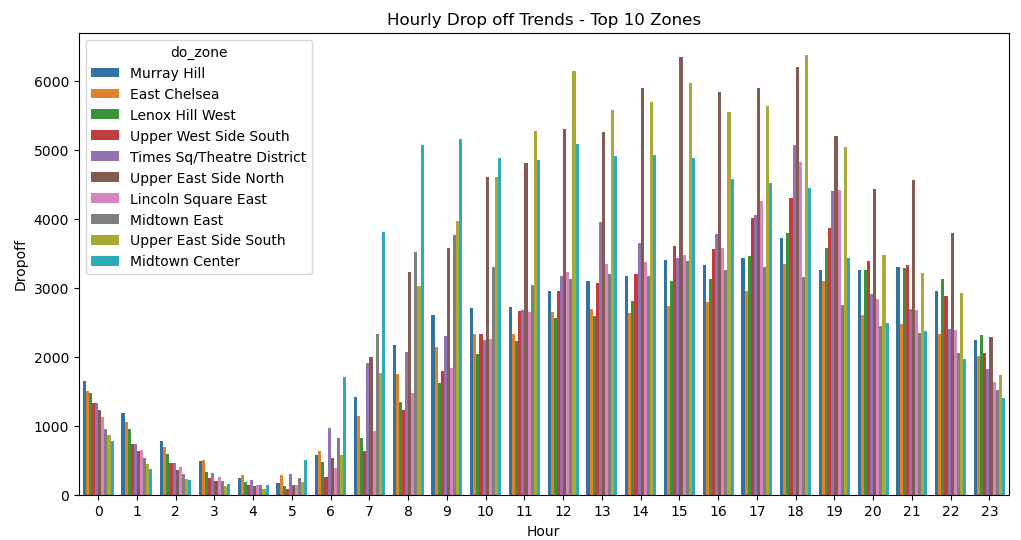 Hourly Drop off Trends - Top 10 Zones
do_zone
Murray Hill
East Chelsea
Lenox Hill West
Upper West Side South
Times Sq/Theatre District
Upper East Side North
Lincoln Square East
Midtown East
Upper East Side South
Midtown Center
Dropoff
6000
5000
4000
3000
2000
1000
0
0 1 2 3 4 5 6 7 8 9 10 11 12 13 14 15 16 17 18 19 20 21 22 23
Hour